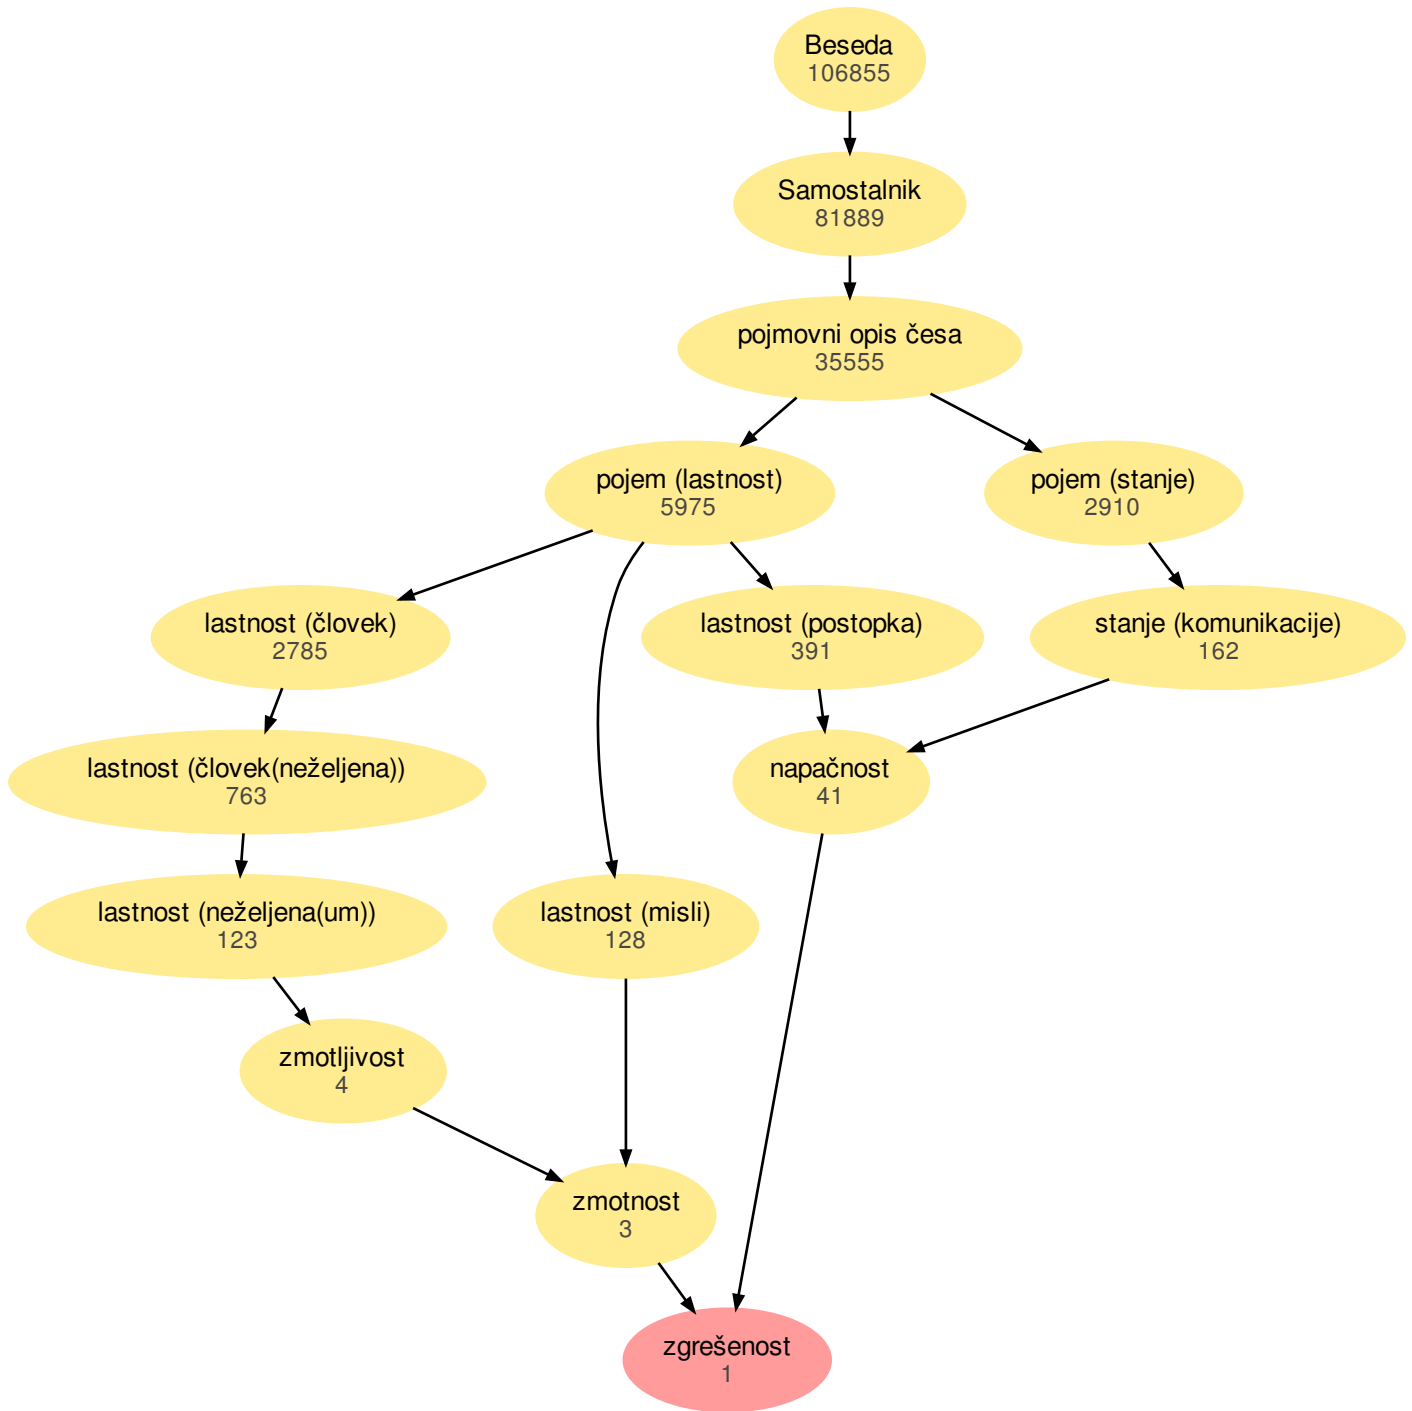 Beseda
106855
Samostalnik
81889
pojmovni opis česa
35555
pojem (lastnost)
5975
pojem (stanje)
2910
lastnost (človek)
2785
lastnost (postopka)
391
stanje (komunikacije)
162
lastnost (človek(neželjena))
763
napačnost
41
lastnost (neželjena(um))
123
lastnost (misli)
128
zmotljivost
4
zmotnost
3
zgrešenost
1